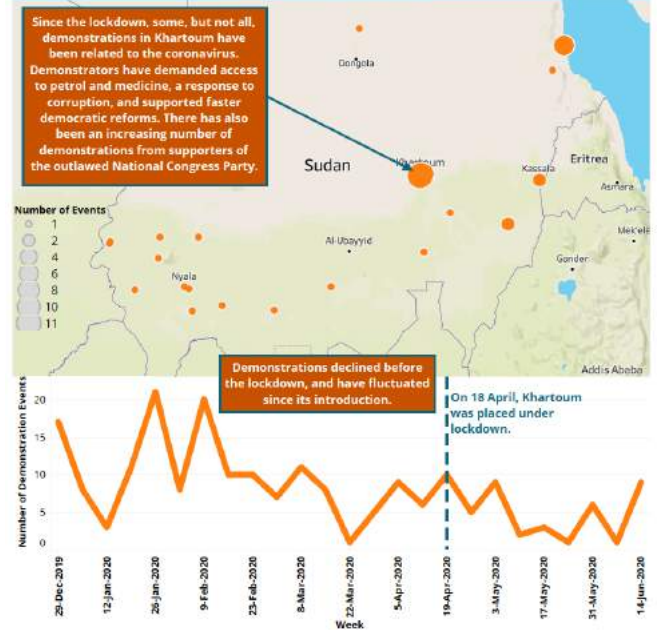 Since the lockdown, some, but not all,
demonstrations in Khartoum have
been related to the coronavirus.
Demonstrators have demanded access
to petrol and medicine, a response to
corruption, and supported faster
democratic reforms. There has also
been an increasing number of
demonstrations from supporters of
the outlawed National Congress Party.
Dongola
Sudan
Khartoum
Kassala
Eritrea
Asmara
Number of Events
1
2
4
6
8
10
11
Al-Ubayyid
Nyala
Mek'ele
Gonder
Addis Ababa
Demonstrations declined before
the lockdown, and have fluctuated
since its introduction.
On 18 April, Khartoum
was placed under
lockdown.
Number of Demonstration Events
20
15
10
5
0
29-Dec-2019
12-Jan-2020
26-Jan-2020
9-Feb-2020
23-Feb-2020
8-Mar-2020
22-Mar-2020
5-Apr-2020
19-Apr-2020
3-May-2020
17-May-2020
31-May-2020
14-Jun-2020
Week